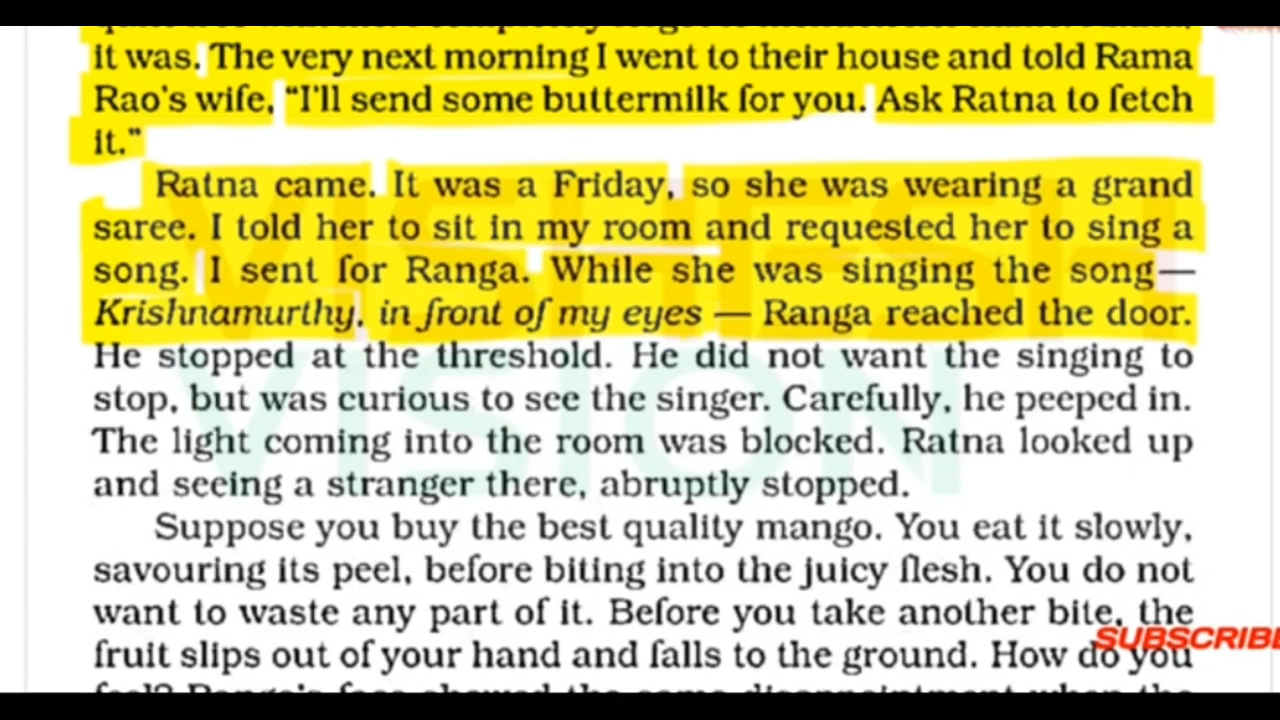 it was. The very next morning I went to their house and told Rama
Rao's wife, “I'll send some buttermilk for you. Ask Ratna to fetch
it.”
Ratna came. It was a Friday, so she was wearing a grand
saree. I told her to sit in my room and requested her to sing a
song. I sent for Ranga. While she was singing the song—
Krishnamurthy, in front of my eyes — Ranga reached the door.
He stopped at the threshold. He did not want the singing to
stop, but was curious to see the singer. Carefully, he peeped in.
The light coming into the room was blocked. Ratna looked up
and seeing a stranger there, abruptly stopped.
Suppose you buy the best quality mango. You eat it slowly,
savouring its peel, before biting into the juicy flesh. You do not
want to waste any part of it. Before you take another bite, the
fruit slips out of your hand and falls to the ground. How do you
SUBSCRIBE
VISION